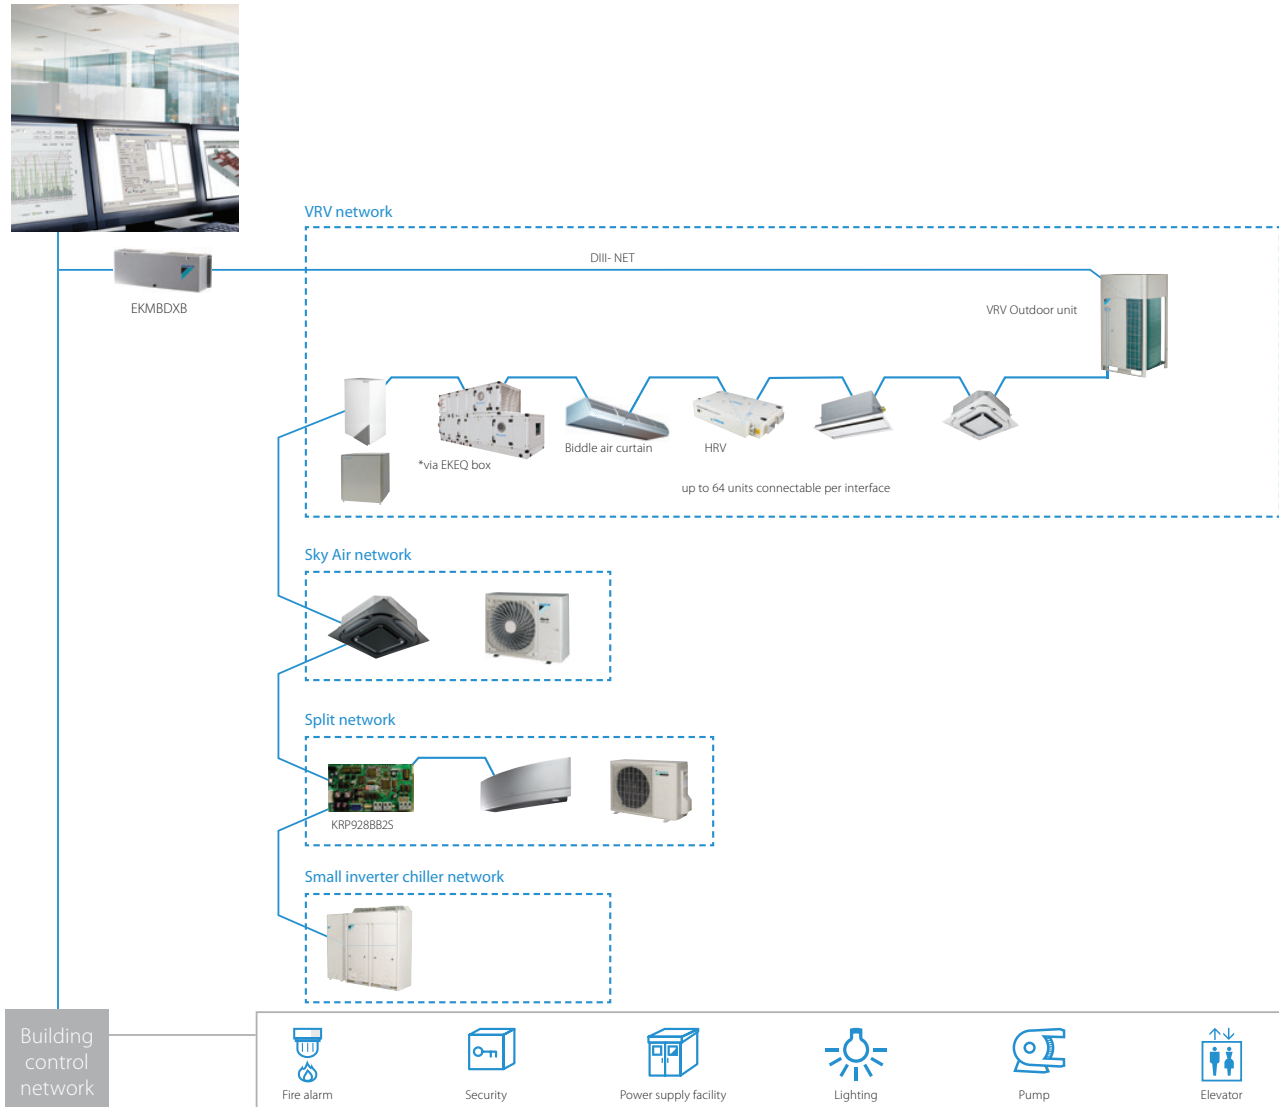 VRV network
DIII- NET
EKMBDXB
VRV Outdoor unit
Biddle air curtain
HRV
*via EKEQ box
up to 64 units connectable per interface
Sky Air network
Split network
KRP928BB2S
Small inverter chiller network
Building
control
network
Fire alarm
Security
Power supply facility
Lighting
Pump
Elevator